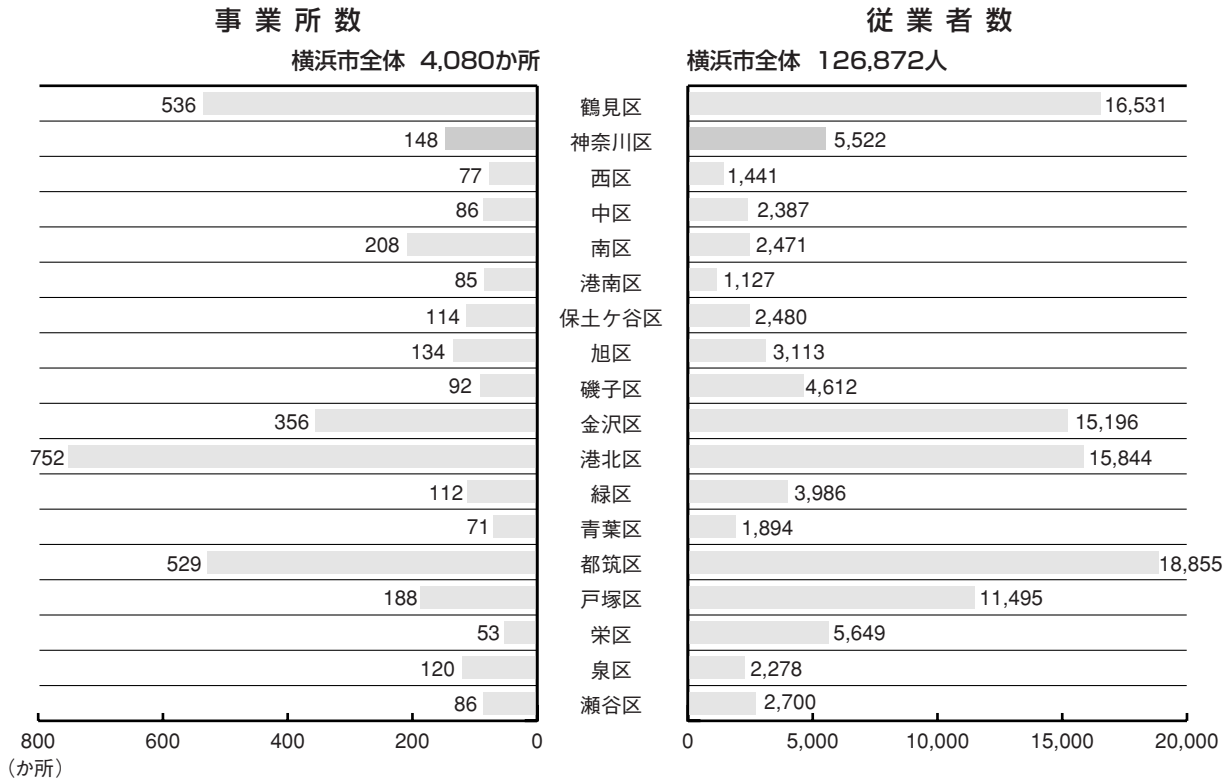 事業所数 従業者数
横浜市全体 4,080か所 横浜市全体 126,872人
536 鶴見区 16,531
148 神奈川区 5,522
77 西区 1,441
86 中区 2,387
208 南区 2,471
85 港南区 1,127
114 保土ケ谷区 2,480
134 旭区 3,113
92 磯子区 4,612
356 金沢区 15,196
752 港北区 15,844
112 緑区 3,986
71 青葉区 1,894
529 都筑区 18,855
188 戸塚区 11,495
53 栄区 5,649
120 泉区 2,278
86 瀬谷区 2,700
800 600 400 200 0 0 5,000 10,000 15,000 20,000
（か所）